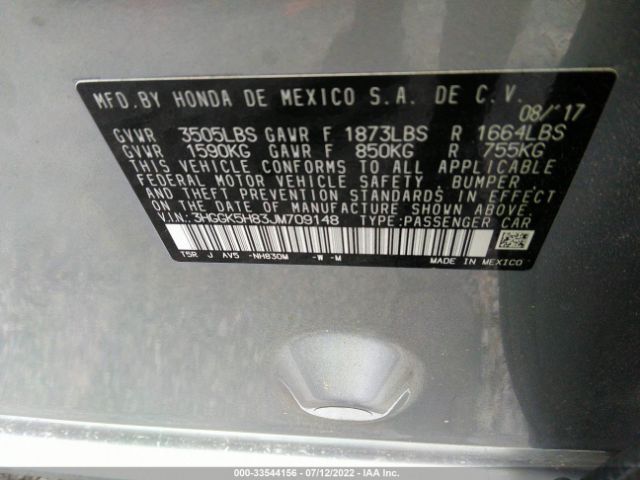 MFD. BY HONDA DE MEXICO S.A. DE C.V.
08/'17
GVWR 3505LBS GAWR F 1873LBS R 1664LBS
GVWR 1590KG GAWR F 850KG R 755KG
THIS VEHICLE CONFORMS TO ALL APPLICABLE
FEDERAL MOTOR VEHICLE SAFETY, BUMPER,
AND THEFT PREVENTION STANDARDS IN EFFECT
ON THE DATE OF MANUFACTURE SHOWN ABOVE.
V.I.N: 3HGGK5H83JM709148 TYPE:PASSENGER CAR
T5R J AV5 -NH830M -W -M MADE IN MEXICO
000-33544156 - 07/12/2022 - IAA Inc.